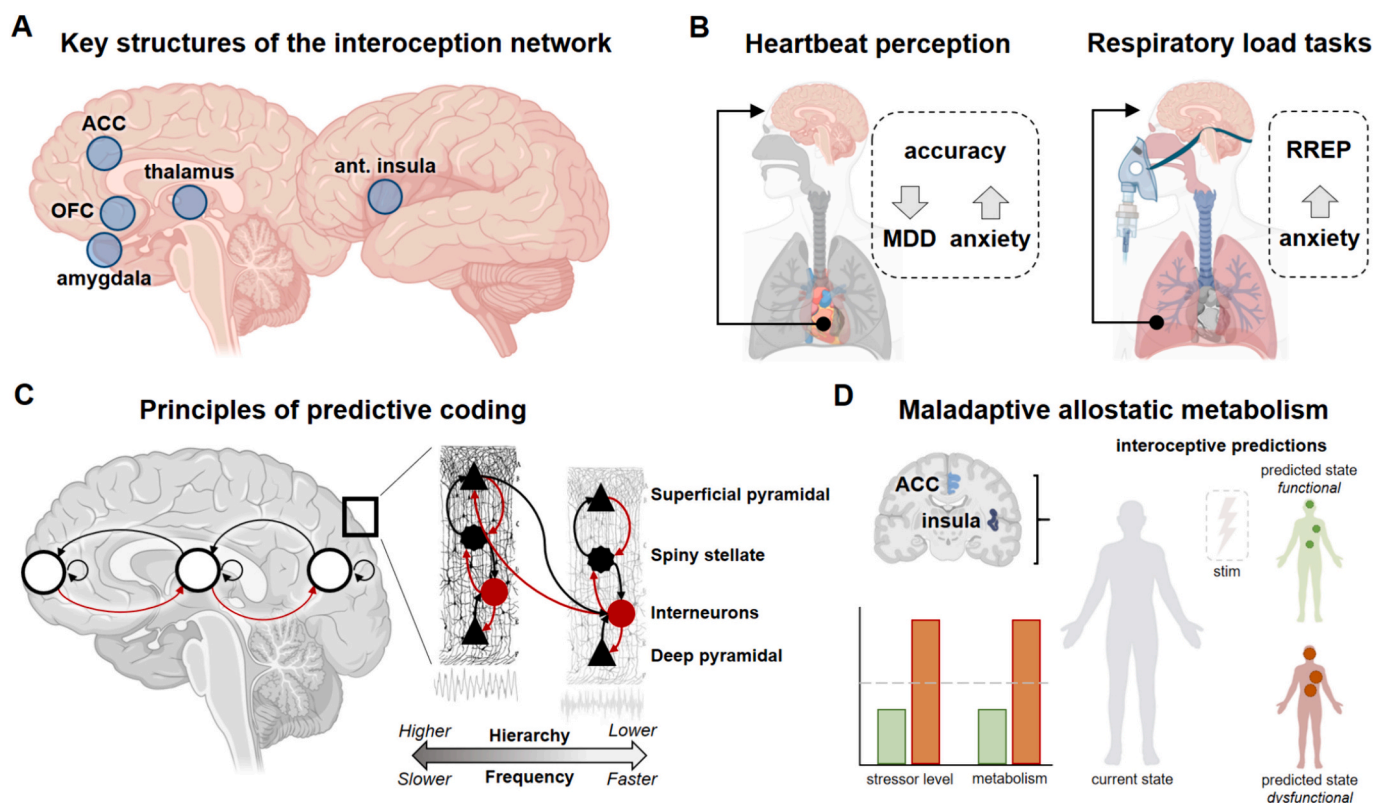 A
Key structures of the interoception network
ACC
thalamus
ant. insula
OFC
amygdala
B
Heartbeat perception
Respiratory load tasks
accuracy
MDD
anxiety
RREP
anxiety
C
Principles of predictive coding
Superficial pyramidal
Spiny stellate
Interneurons
Deep pyramidal
Higher
Hierarchy
Lower
Slower
Frequency
Faster
D
Maladaptive allostatic metabolism
interoceptive predictions
ACC
insula
predicted state
functional
stim
stressor level
metabolism
current state
predicted state
dysfunctional